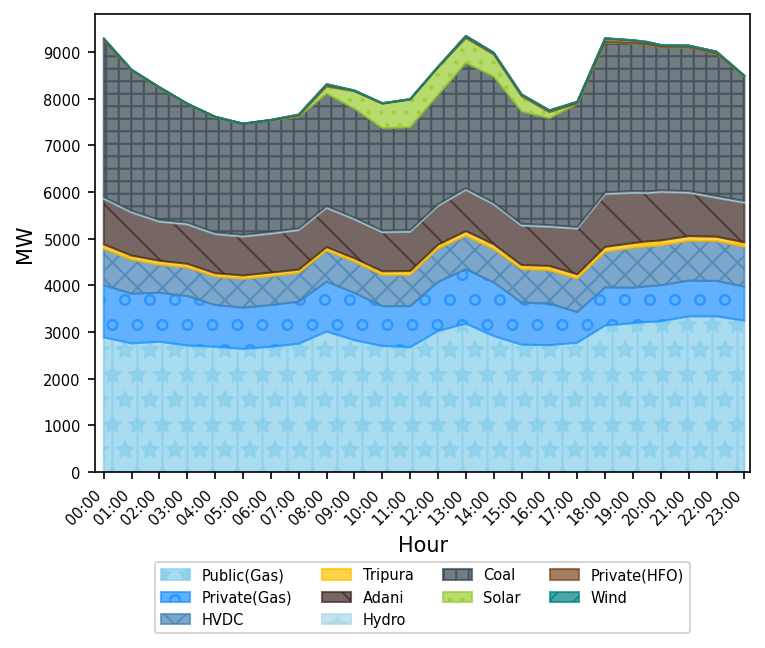 9000
8000
7000
6000
5000
4000
3000
2000
1000
0
MW
00:00 01:00 02:00 03:00 04:00 05:00 06:00 07:00 08:00 09:00 10:00 11:00 12:00 13:00 14:00 15:00 16:00 17:00 18:00 19:00 20:00 21:00 22:00 23:00
Hour
Public(Gas) Tripura Coal Private(HFO)
Private(Gas) Adani Solar Wind
HVDC Hydro